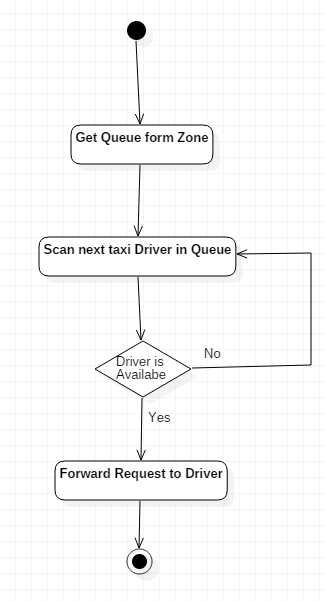 Get Queue form Zone
Scan next taxi Driver in Queue
Driver is
Availabe
No
Yes
Forward Request to Driver